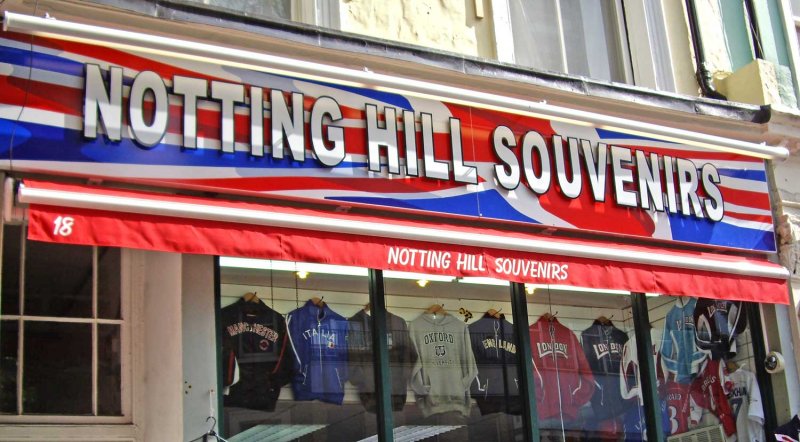 NOTTING HILL SOUVENIRS
18
NOTTING HILL SOUVENIRS
MANCHESTER
ITALIA
OXFORD
ENGLAND
LONDON
LONDON